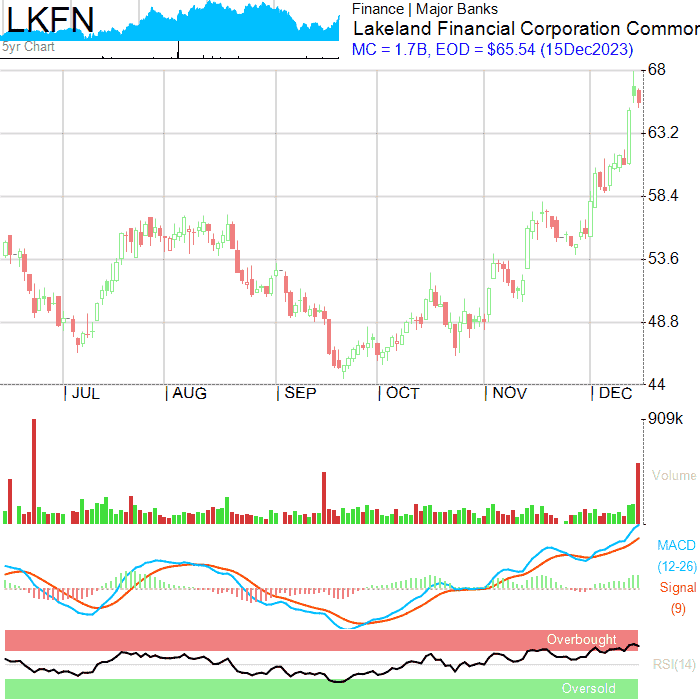 LKFN
5yr Chart
Finance | Major Banks
Lakeland Financial Corporation Common
MC = 1.7B, EOD = $65.54 (15Dec2023)
68
63.2
58.4
53.6
48.8
44
| JUL | AUG | SEP | OCT | NOV | DEC
909k
Volume
MACD
(12-26)
Signal
(9)
Overbought
RSI(14)
Oversold